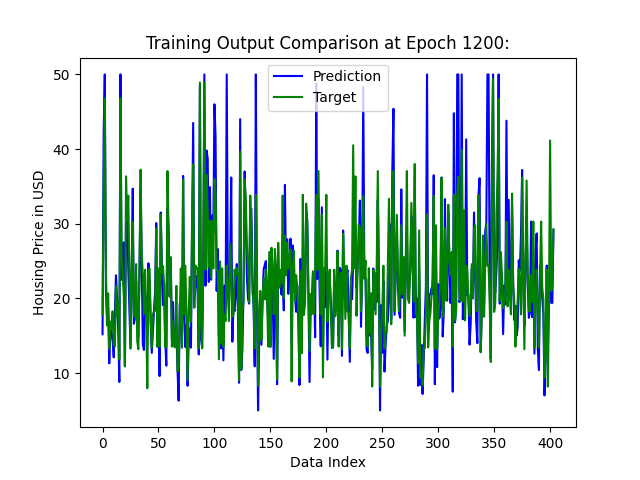 Training Output Comparison at Epoch 1200:
Prediction
Target
Housing Price in USD
50
40
30
20
10
0 50 100 150 200 250 300 350 400
Data Index